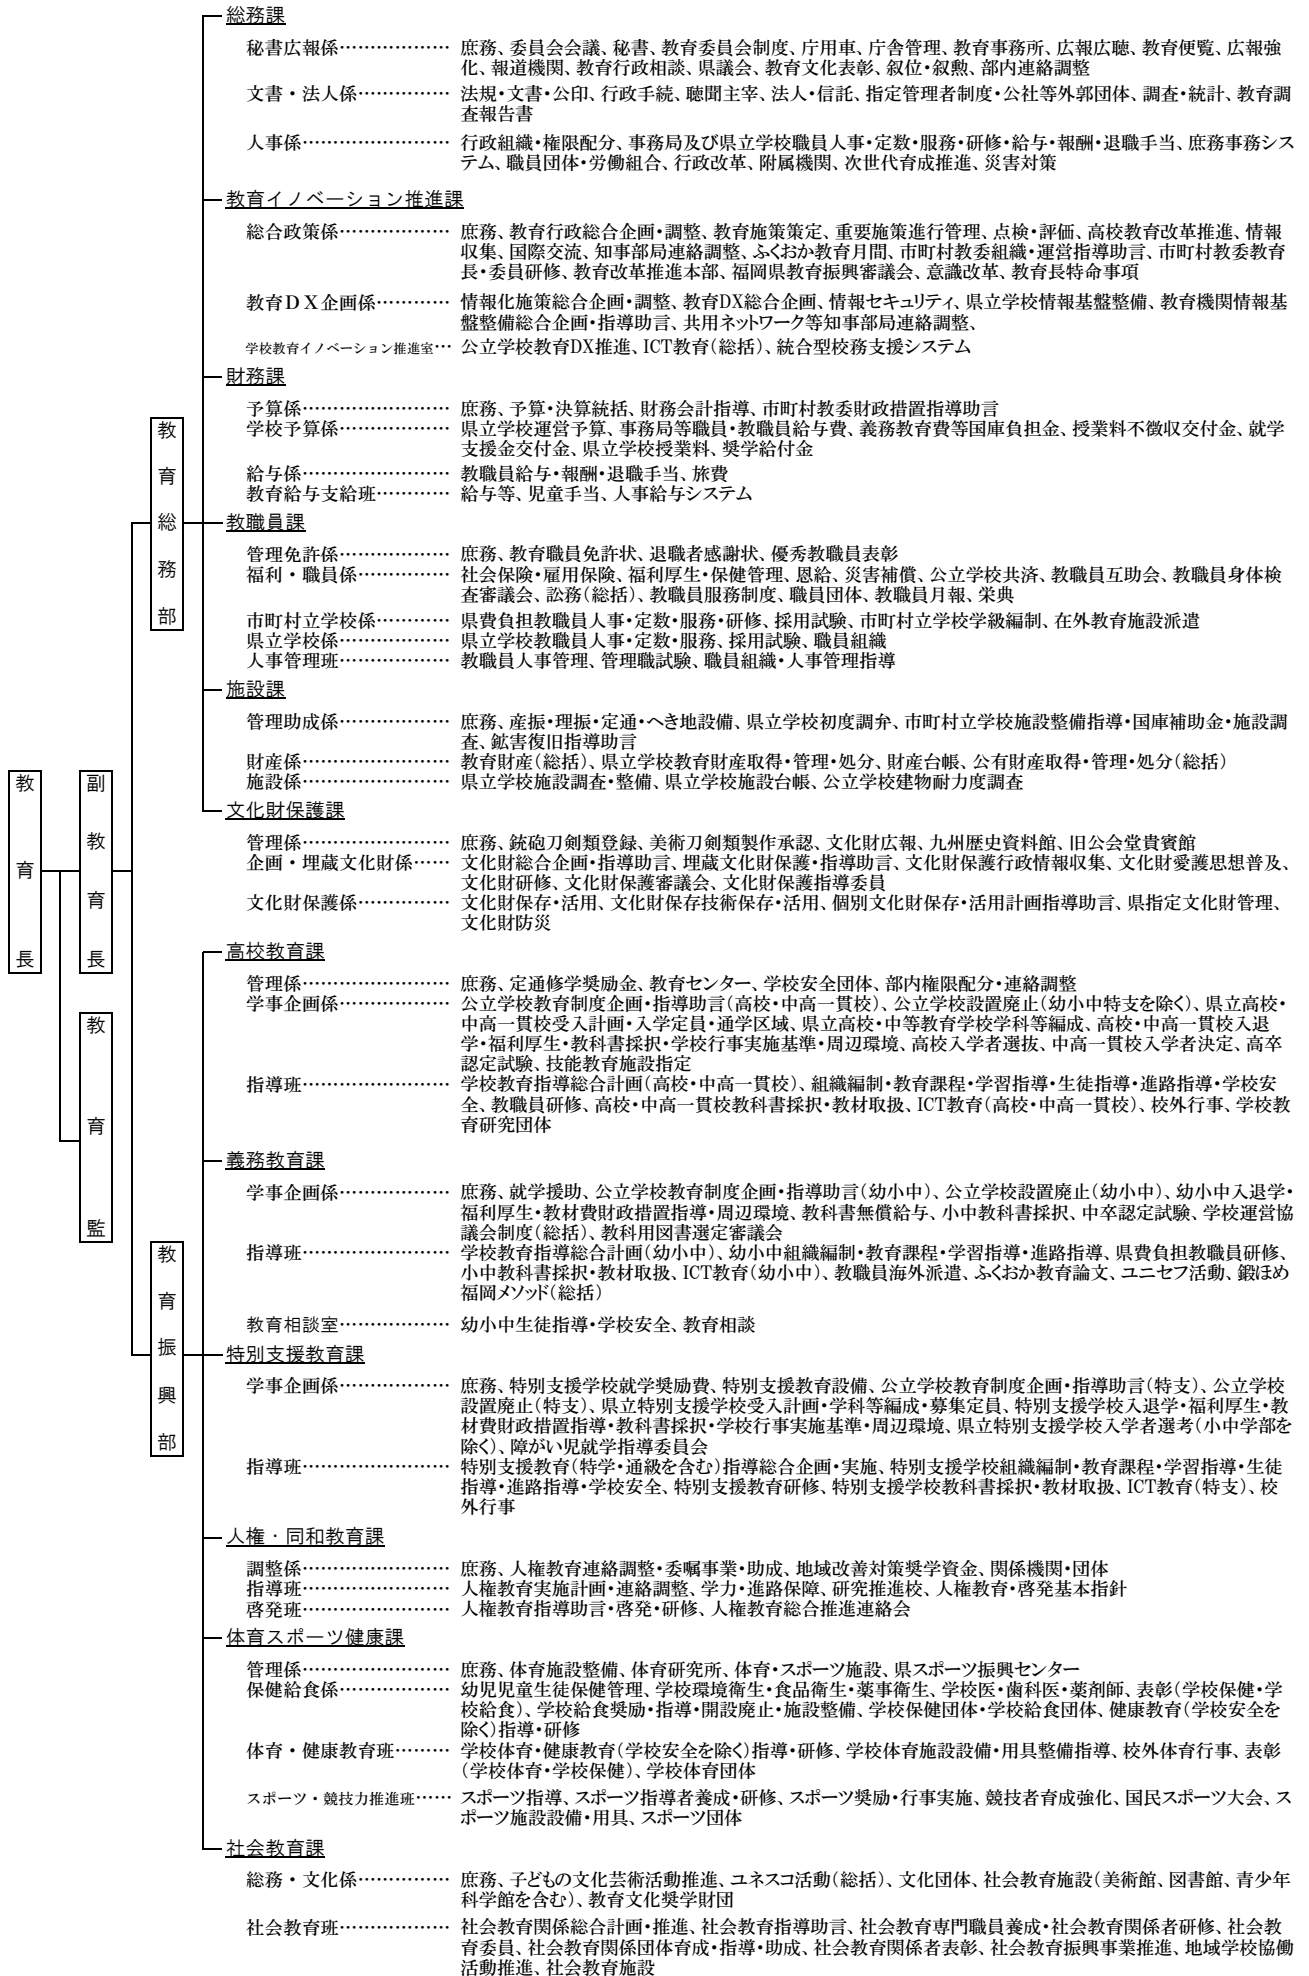 総務課
秘書広報係……………… 庶務、委員会会議、秘書、教育委員会制度、庁用車、庁舎管理、教育事務所、広報広聴、教育便覧、広報強
化、報道機関、教育行政相談、県議会、教育文化表彰、叙位・叙勲、部内連絡調整
文書・法人係…………… 法規・文書・公印、行政手続、聴聞主宰、法人・信託、指定管理者制度・公社等外郭団体、調査・統計、教育調
査報告書
人事係…………………… 行政組織・権限配分、事務局及び県立学校職員人事・定数・服務・研修・給与・報酬・退職手当、庶務事務シス
テム、職員団体・労働組合、行政改革、附属機関、次世代育成推進、災害対策
教育イノベーション推進課
総合政策係……………… 庶務、教育行政総合企画・調整、教育施策策定、重要施策進行管理、点検・評価、高校教育改革推進、情報
収集、国際交流、知事部局連絡調整、ふくおか教育月間、市町村教委組織・運営指導助言、市町村教委教育
長・委員研修、教育改革推進本部、福岡県教育振興審議会、意識改革、教育長特命事項
教育DX企画係………… 情報化施策総合企画・調整、教育DX総合企画、情報セキュリティ、県立学校情報基盤整備、教育機関情報基
盤整備総合企画・指導助言、共用ネットワーク等知事部局連絡調整、
学校教育イノベーション推進室… 公立学校教育DX推進、ICT教育(総括)、統合型校務支援システム
財務課
予算係…………………… 庶務、予算・決算統括、財務会計指導、市町村教委財政措置指導助言
学校予算係……………… 県立学校運営予算、事務局等職員・教職員給与費、義務教育費等国庫負担金、授業料不徴収交付金、就学
支援金交付金、県立学校授業料、奨学給付金
給与係…………………… 教職員給与・報酬・退職手当、旅費
教育給与支給班………… 給与等、児童手当、人事給与システム
教育総務部
教職員課
管理免許係……………… 庶務、教育職員免許状、退職者感謝状、優秀教職員表彰
福利・職員係…………… 社会保険・雇用保険、福利厚生・保健管理、恩給、災害補償、公立学校共済、教職員互助会、教職員身体検
査審議会、訟務(総括)、教職員服務制度、職員団体、教職員月報、栄典
市町村立学校係………… 県費負担教職員人事・定数・服務・研修、採用試験、市町村立学校学級編制、在外教育施設派遣
県立学校係……………… 県立学校教職員人事・定数・服務、採用試験、職員組織
人事管理班……………… 教職員人事管理、管理職試験、職員組織・人事管理指導
施設課
管理助成係……………… 庶務、産振・理振・定通・へき地設備、県立学校初度調弁、市町村立学校施設整備指導・国庫補助金・施設調
査、鉱害復旧指導助言
財産係…………………… 教育財産(総括)、県立学校教育財産取得・管理・処分、財産台帳、公有財産取得・管理・処分(総括)
施設係…………………… 県立学校施設調査・整備、県立学校施設台帳、公立学校建物耐力度調査
教育長
副教育長
文化財保護課
管理係…………………… 庶務、銃砲刀剣類登録、美術刀剣類製作承認、文化財広報、九州歴史資料館、旧公会堂貴賓館
企画・埋蔵文化財係…… 文化財総合企画・指導助言、埋蔵文化財保護・指導助言、文化財保護行政情報収集、文化財愛護思想普及、
文化財研修、文化財保護審議会、文化財保護指導委員
文化財保護係…………… 文化財保存・活用、文化財保存技術保存・活用、個別文化財保存・活用計画指導助言、県指定文化財管理、
文化財防災
高校教育課
管理係…………………… 庶務、定通修学奨励金、教育センター、学校安全団体、部内権限配分・連絡調整
学事企画係……………… 公立学校教育制度企画・指導助言(高校・中高一貫校)、公立学校設置廃止(幼小中特支を除く)、県立高校・
中高一貫校受入計画・入学定員・通学区域、県立高校・中等教育学校学科等編成、高校・中高一貫校入退
学・福利厚生・教科書採択・学校行事実施基準・周辺環境、高校入学者選抜、中高一貫校入学者決定、高卒
認定試験、技能教育施設指定
指導班…………………… 学校教育指導総合計画(高校・中高一貫校)、組織編制・教育課程・学習指導・生徒指導・進路指導・学校安
全、教職員研修、高校・中高一貫校教科書採択・教材取扱、ICT教育(高校・中高一貫校)、校外行事、学校教
育研究団体
教育監
義務教育課
学事企画係……………… 庶務、就学援助、公立学校教育制度企画・指導助言(幼小中)、公立学校設置廃止(幼小中)、幼小中入退学・
福利厚生・教材費財政措置指導・周辺環境、教科書無償給与、小中教科書採択、中卒認定試験、学校運営協
議会制度(総括)、教科用図書選定審議会
指導班…………………… 学校教育指導総合計画(幼小中)、幼小中組織編制・教育課程・学習指導・進路指導、県費負担教職員研修、
小中教科書採択・教材取扱、ICT教育(幼小中)、教職員海外派遣、ふくおか教育論文、ユニセフ活動、鍛ほめ
福岡メソッド(総括)
教育相談室……………… 幼小中生徒指導・学校安全、教育相談
教育振興部
特別支援教育課
学事企画係……………… 庶務、特別支援学校就学奨励費、特別支援教育設備、公立学校教育制度企画・指導助言(特支)、公立学校
設置廃止(特支)、県立特別支援学校受入計画・学科等編成・募集定員、特別支援学校入退学・福利厚生・教
材費財政措置指導・教科書採択・学校行事実施基準・周辺環境、県立特別支援学校入学者選考(小中学部を
除く)、障がい児就学指導委員会
指導班…………………… 特別支援教育(特学・通級を含む)指導総合企画・実施、特別支援学校組織編制・教育課程・学習指導・生徒
指導・進路指導・学校安全、特別支援教育研修、特別支援学校教科書採択・教材取扱、ICT教育(特支)、校
外行事
人権・同和教育課
調整係…………………… 庶務、人権教育連絡調整・委嘱事業・助成、地域改善対策奨学資金、関係機関・団体
指導班…………………… 人権教育実施計画・連絡調整、学力・進路保障、研究推進校、人権教育・啓発基本指針
啓発班…………………… 人権教育指導助言・啓発・研修、人権教育総合推進連絡会
体育スポーツ健康課
管理係…………………… 庶務、体育施設整備、体育研究所、体育・スポーツ施設、県スポーツ振興センター
保健給食係……………… 幼児児童生徒保健管理、学校環境衛生・食品衛生・薬事衛生、学校医・歯科医・薬剤師、表彰(学校保健・学
校給食)、学校給食奨励・指導・開設廃止・施設整備、学校保健団体・学校給食団体、健康教育(学校安全を
除く)指導・研修
体育・健康教育班……… 学校体育・健康教育(学校安全を除く)指導・研修、学校体育施設設備・用具整備指導、校外体育行事、表彰
(学校体育・学校保健)、学校体育団体
スポーツ・競技力推進班…… スポーツ指導、スポーツ指導者養成・研修、スポーツ奨励・行事実施、競技者育成強化、国民スポーツ大会、ス
ポーツ施設設備・用具、スポーツ団体
社会教育課
総務・文化係…………… 庶務、子どもの文化芸術活動推進、ユネスコ活動(総括)、文化団体、社会教育施設(美術館、図書館、青少年
科学館を含む)、教育文化奨学財団
社会教育班……………… 社会教育関係総合計画・推進、社会教育指導助言、社会教育専門職員養成・社会教育関係者研修、社会教
育委員、社会教育関係団体育成・指導・助成、社会教育関係者表彰、社会教育振興事業推進、地域学校協働
活動推進、社会教育施設